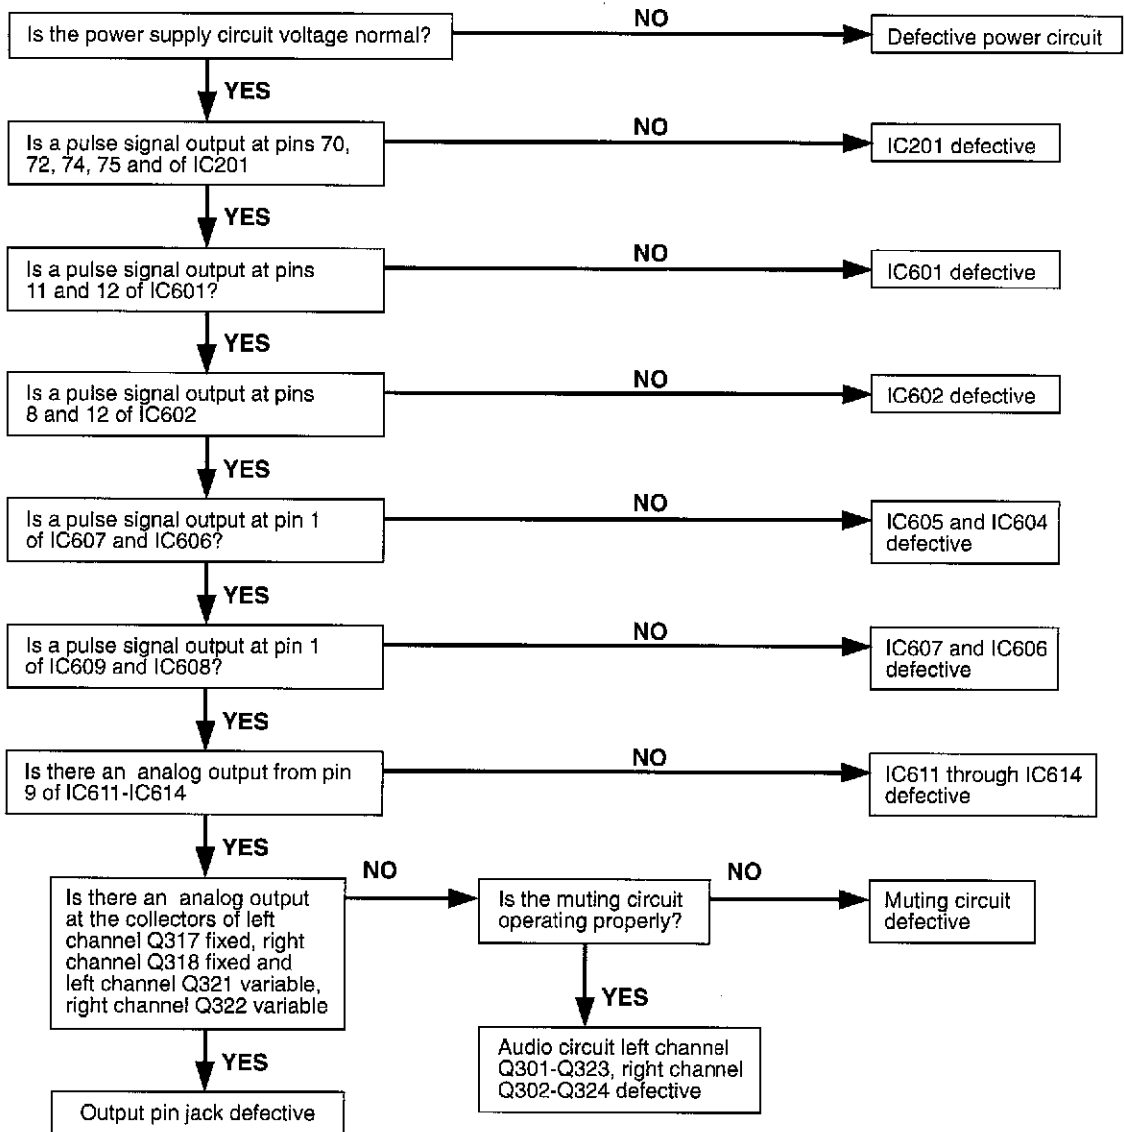 Is the power supply circuit voltage normal?
NO
Defective power circuit
YES
Is a pulse signal output at pins 70,
72, 74, 75 and of IC201
NO
IC201 defective
YES
Is a pulse signal output at pins
11 and 12 of IC601?
NO
IC601 defective
YES
Is a pulse signal output at pins
8 and 12 of IC602
NO
IC602 defective
YES
Is a pulse signal output at pin 1
of IC607 and IC606?
NO
IC605 and IC604
defective
YES
Is a pulse signal output at pin 1
of IC609 and IC608?
NO
IC607 and IC606
defective
YES
Is there an analog output from pin
9 of IC611-IC614
NO
IC611 through IC614
defective
YES
Is there an analog output
at the collectors of left
channel Q317 fixed, right
channel Q318 fixed and
left channel Q321 variable,
right channel Q322 variable
NO
Is the muting circuit
operating properly?
NO
Muting circuit
defective
YES
Audio circuit left channel
Q301-Q323, right channel
Q302-Q324 defective
YES
Output pin jack defective